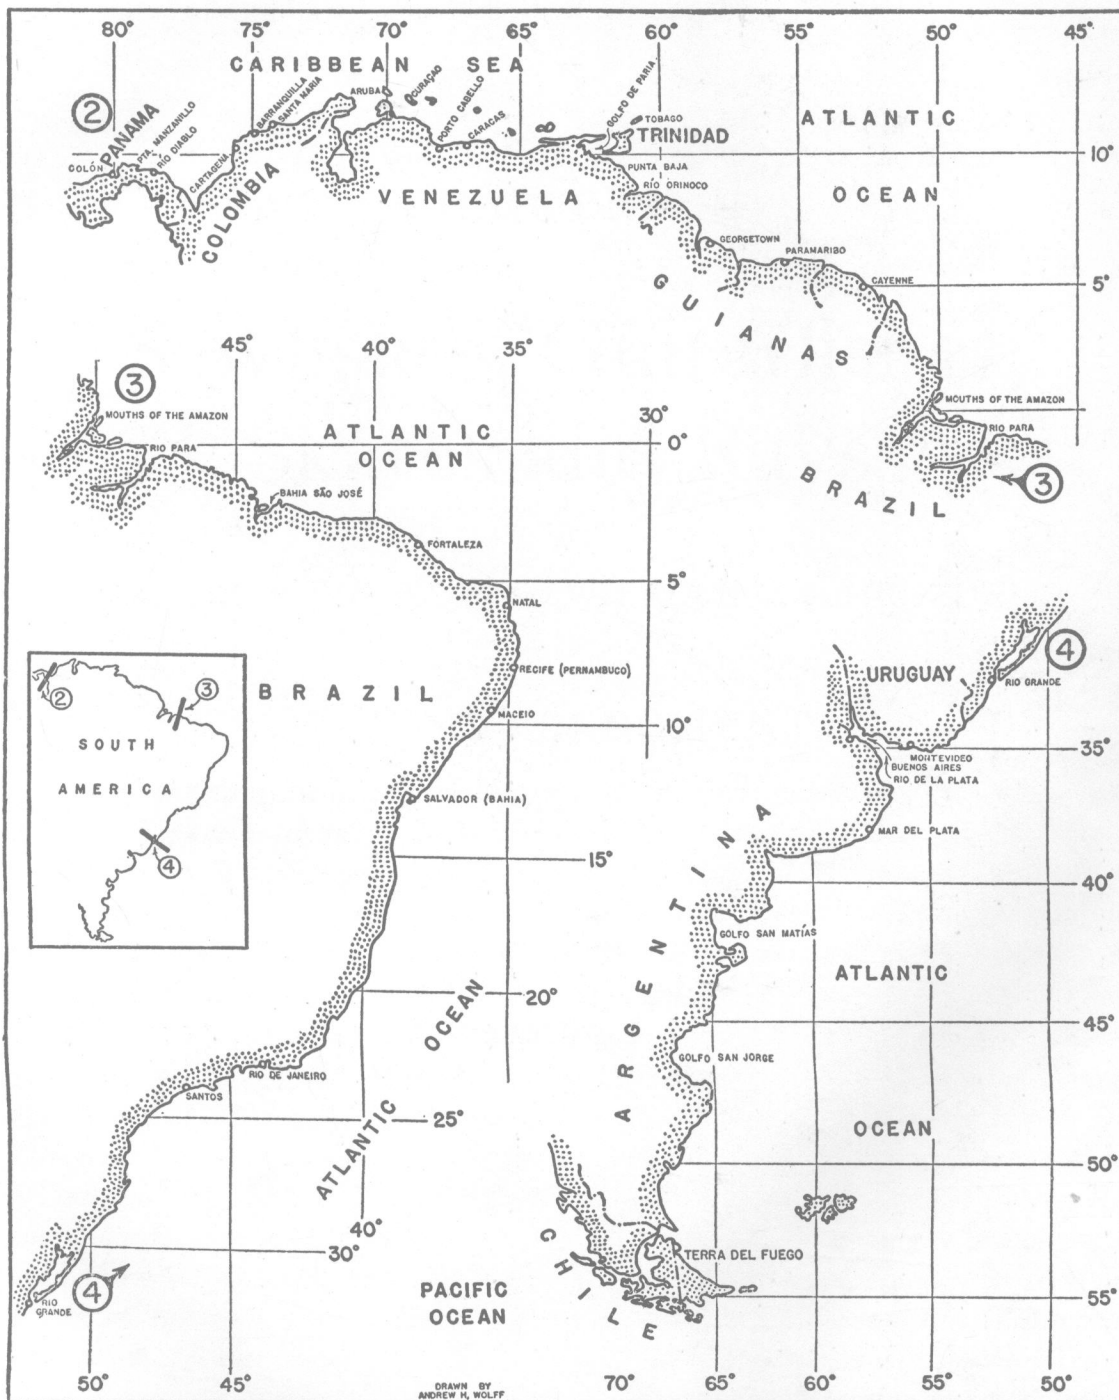 80° 75° 70° 65° 60° 55° 50° 45°
CARIBBEAN SEA
②
PANAMA
COLÓN
PTA. MANZANILLO
RÍO DIABLO
CARTAGENA
BARRANQUILLA
SANTA MARIA
COLOMBIA
ARUBA
CURAÇAO
PORTO CABELLO
CARACAS
VENEZUELA
GOLFO DE PARIA
TOBAGO
TRINIDAD
PUNTA BAJA
RÍO ORINOCO
ATLANTIC
OCEAN
10°
GEORGETOWN
PARAMARIBO
CAYENNE
GUIANAS
5°
MOUTHS OF THE AMAZON
RIO PARA
BRAZIL
③
45° 40° 35°
30°
③
MOUTHS OF THE AMAZON
ATLANTIC
OCEAN
0°
RIO PARA
BAHIA SÃO JOSÉ
FORTALEZA
5°
NATAL
RECIFE (PERNAMBUCO)
BRAZIL
MACEIO
10°
SALVADOR (BAHIA)
15°
20°
ATLANTIC OCEAN
RIO DE JANEIRO
SANTOS
25°
40°
30°
④
RIO
GRANDE
50° 45°
②
③
SOUTH
AMERICA
④
④
URUGUAY
RIO GRANDE
35°
MONTEVIDEO
BUENOS AIRES
RIO DE LA PLATA
MAR DEL PLATA
ARGENTINA
40°
GOLFO SAN MATÍAS
ATLANTIC
45°
GOLFO SAN JORGE
OCEAN
50°
CHILE
TERRA DEL FUEGO
PACIFIC
OCEAN
55°
70° 65° 60° 55° 50°
DRAWN BY
ANDREW H. WOLFF